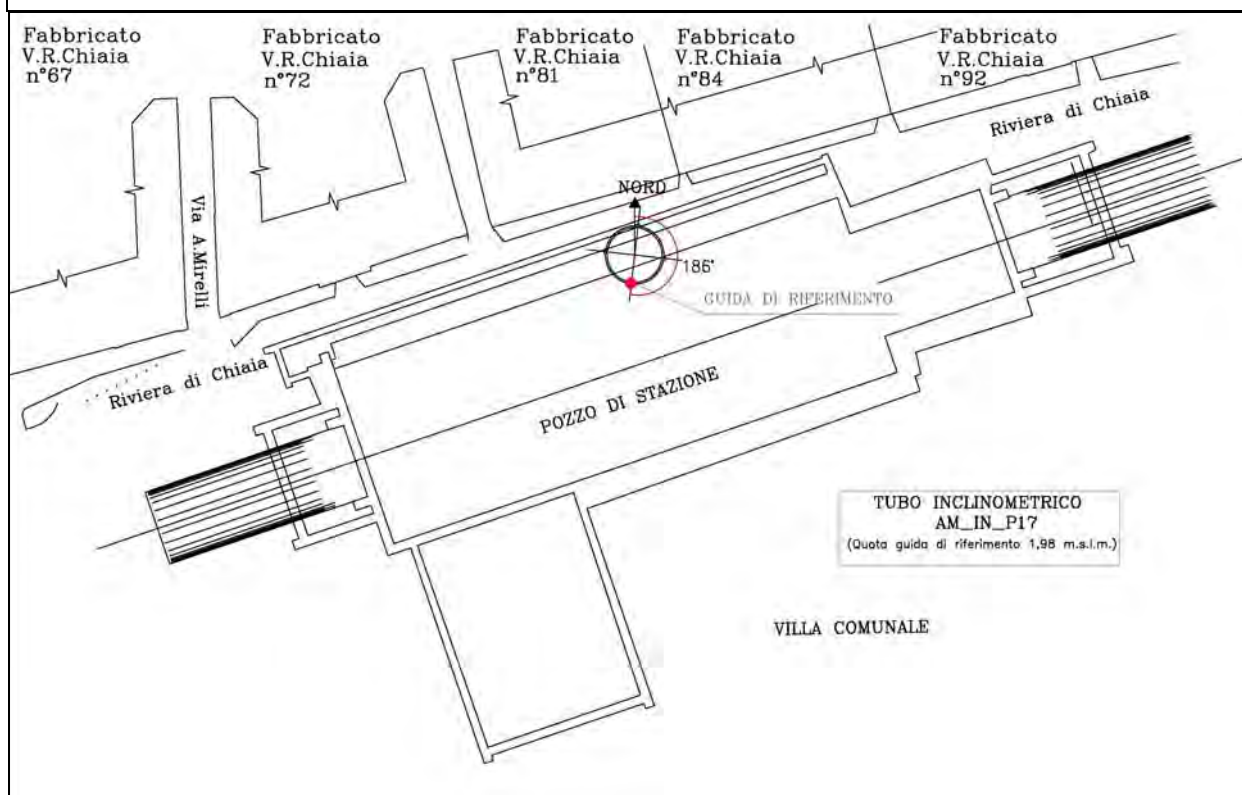 Fabbricato
V.R.Chiaia
n°67
Fabbricato
V.R.Chiaia
n°72
Fabbricato
V.R.Chiaia
n°81
Fabbricato
V.R.Chiaia
n°84
Fabbricato
V.R.Chiaia
n°92
Riviera di Chiaia
Via A.Mirelli
NORD
186°
GUIDA DI RIFERIMENTO
Riviera di Chiaia
POZZO DI STAZIONE
TUBO INCLINOMETRICO
AM_IN_P17
(Quota guida di riferimento 1,98 m.s.l.m.)
VILLA COMUNALE